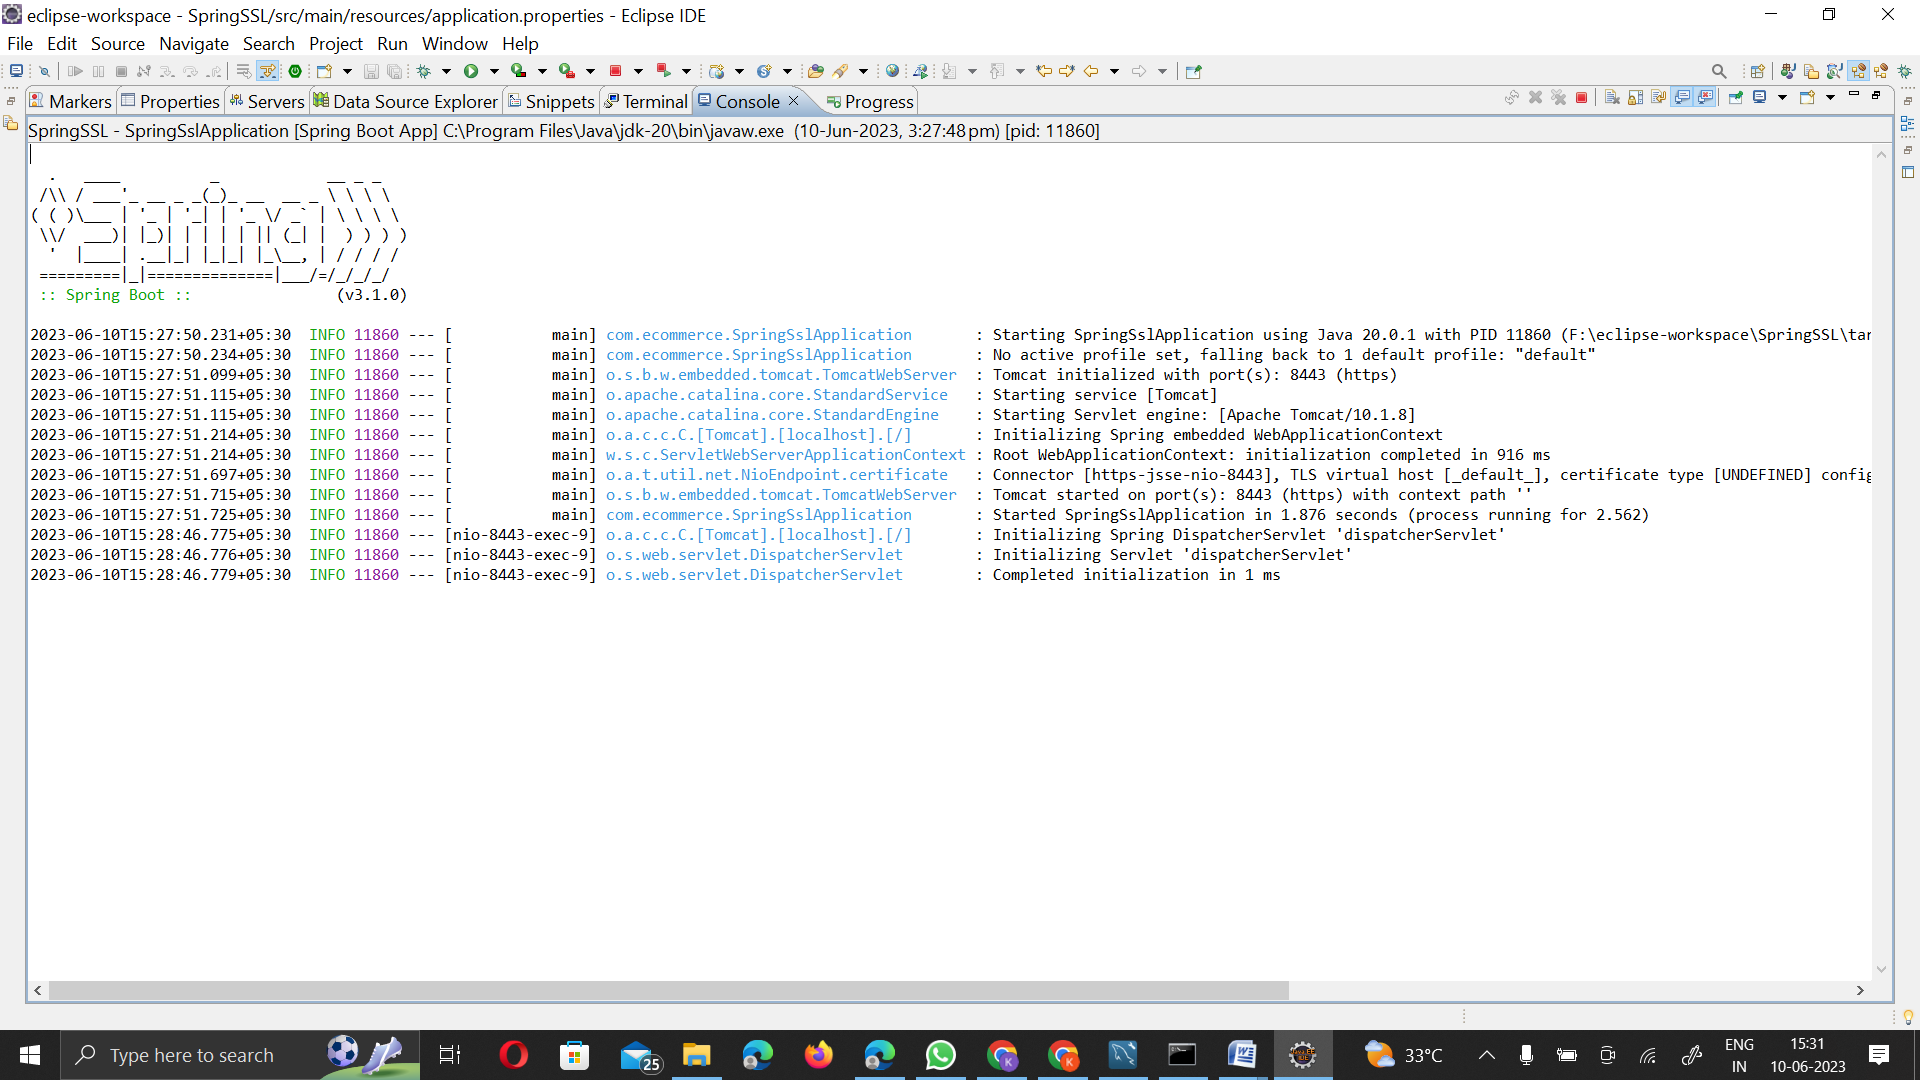 eclipse-workspace - SpringSSL/src/main/resources/application.properties - Eclipse IDE
File Edit Source Navigate Search Project Run Window Help
Markers Properties Servers Data Source Explorer Snippets Terminal Console Progress
SpringSSL - SpringSslApplication [Spring Boot App] C:\Program Files\Java\jdk-20\bin\javaw.exe (10-Jun-2023, 3:27:48 pm) [pid: 11860]
  .   ____          _            __ _ _
 /\\ / ___'_ __ _ _(_)_ __  __ _ \ \ \ \
( ( )\___ | '_ | '_| | '_ \/ _` | \ \ \ \
 \\/  ___)| |_)| | | | | || (_| |  ) ) ) )
  '  |____| .__|_| |_|_| |_\__, | / / / /
 =========|_|==============|___/=/_/_/_/
 :: Spring Boot ::                (v3.1.0)
2023-06-10T15:27:50.231+05:30  INFO 11860 --- [           main] com.ecommerce.SpringSslApplication       : Starting SpringSslApplication using Java 20.0.1 with PID 11860 (F:\eclipse-workspace\SpringSSL\tar
2023-06-10T15:27:50.234+05:30  INFO 11860 --- [           main] com.ecommerce.SpringSslApplication       : No active profile set, falling back to 1 default profile: "default"
2023-06-10T15:27:51.099+05:30  INFO 11860 --- [           main] o.s.b.w.embedded.tomcat.TomcatWebServer  : Tomcat initialized with port(s): 8443 (https)
2023-06-10T15:27:51.115+05:30  INFO 11860 --- [           main] o.apache.catalina.core.StandardService   : Starting service [Tomcat]
2023-06-10T15:27:51.115+05:30  INFO 11860 --- [           main] o.apache.catalina.core.StandardEngine    : Starting Servlet engine: [Apache Tomcat/10.1.8]
2023-06-10T15:27:51.214+05:30  INFO 11860 --- [           main] o.a.c.c.C.[Tomcat].[localhost].[/]       : Initializing Spring embedded WebApplicationContext
2023-06-10T15:27:51.214+05:30  INFO 11860 --- [           main] w.s.c.ServletWebServerApplicationContext : Root WebApplicationContext: initialization completed in 916 ms
2023-06-10T15:27:51.697+05:30  INFO 11860 --- [           main] o.a.t.util.net.NioEndpoint.certificate   : Connector [https-jsse-nio-8443], TLS virtual host [_default_], certificate type [UNDEFINED] config
2023-06-10T15:27:51.715+05:30  INFO 11860 --- [           main] o.s.b.w.embedded.tomcat.TomcatWebServer  : Tomcat started on port(s): 8443 (https) with context path ''
2023-06-10T15:27:51.725+05:30  INFO 11860 --- [           main] com.ecommerce.SpringSslApplication       : Started SpringSslApplication in 1.876 seconds (process running for 2.562)
2023-06-10T15:28:46.775+05:30  INFO 11860 --- [nio-8443-exec-9] o.a.c.c.C.[Tomcat].[localhost].[/]       : Initializing Spring DispatcherServlet 'dispatcherServlet'
2023-06-10T15:28:46.776+05:30  INFO 11860 --- [nio-8443-exec-9] o.s.web.servlet.DispatcherServlet        : Initializing Servlet 'dispatcherServlet'
2023-06-10T15:28:46.779+05:30  INFO 11860 --- [nio-8443-exec-9] o.s.web.servlet.DispatcherServlet        : Completed initialization in 1 ms
Type here to search
25
K
K
33°C
ENG
IN
15:31
10-06-2023